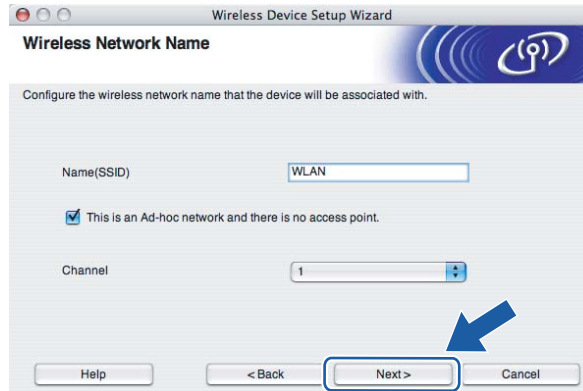 Wireless Device Setup Wizard
Wireless Network Name
Configure the wireless network name that the device will be associated with.
Name(SSID) WLAN
This is an Ad-hoc network and there is no access point.
Channel 1
Help < Back Next > Cancel